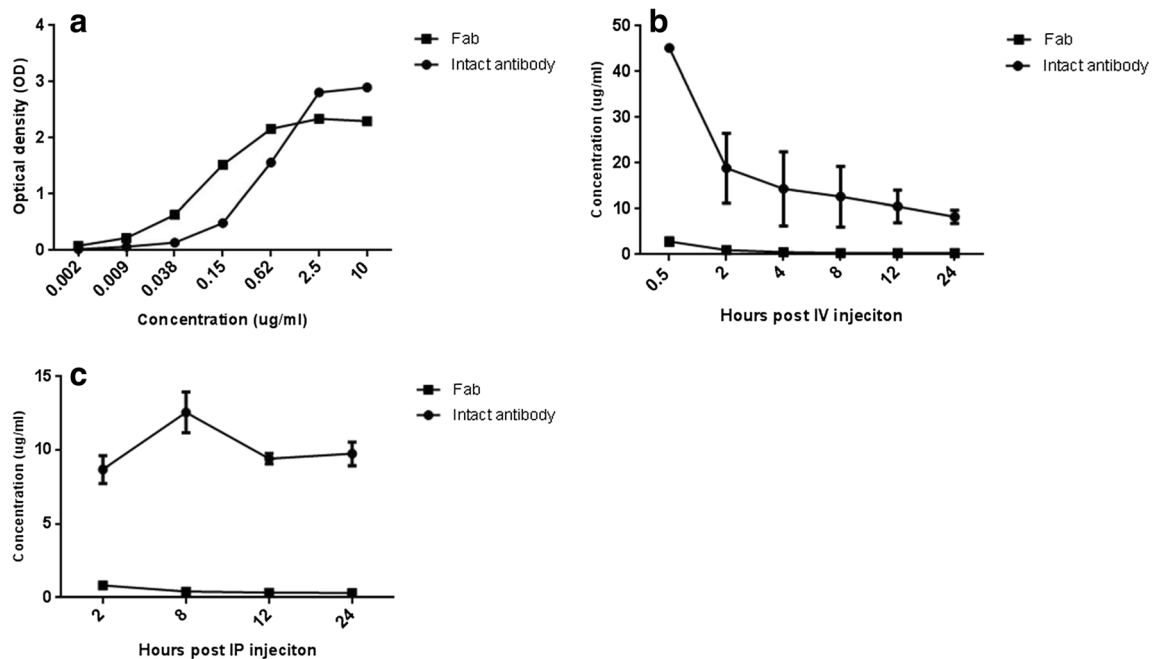 a
4
3
2
1
0
Optical density (OD)
0.002
0.009
0.038
0.15
0.62
2.5
10
Concentration (ug/ml)
Fab
Intact antibody
b
50
40
30
20
10
0
Concentration (ug/ml)
0.5
2
4
8
12
24
Hours post IV injeciton
Fab
Intact antibody
c
15
10
5
0
Concentration (ug/ml)
2
8
12
24
Hours post IP injeciton
Fab
Intact antibody